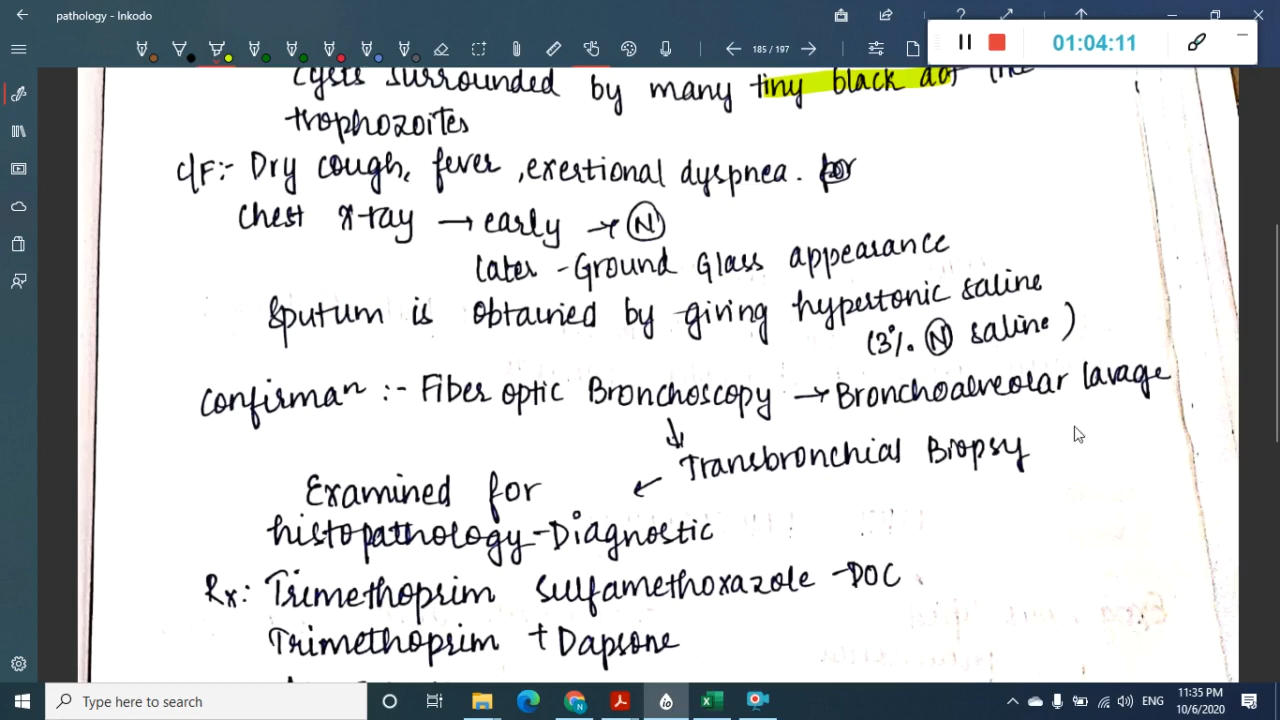 pathology - Inkodo
185 / 197
01:04:11
cysts surrounded by many tiny black dot like
trophozoites
C/F:- Dry cough, fever, exertional dyspnea.
chest x-ray → early → N
later - Ground Glass appearance
Sputum is obtained by giving hypertonic saline
(3%. N saline)
Confirman :- Fiber optic Bronchoscopy → Bronchoalveolar lavage
↓
Transbronchial Biopsy
←
Examined for
histopathology - Diagnostic
Rx: Trimethoprim sulfamethoxazole - DOC
Trimethoprim + Dapsone
Type here to search
ENG
11:35 PM
10/6/2020